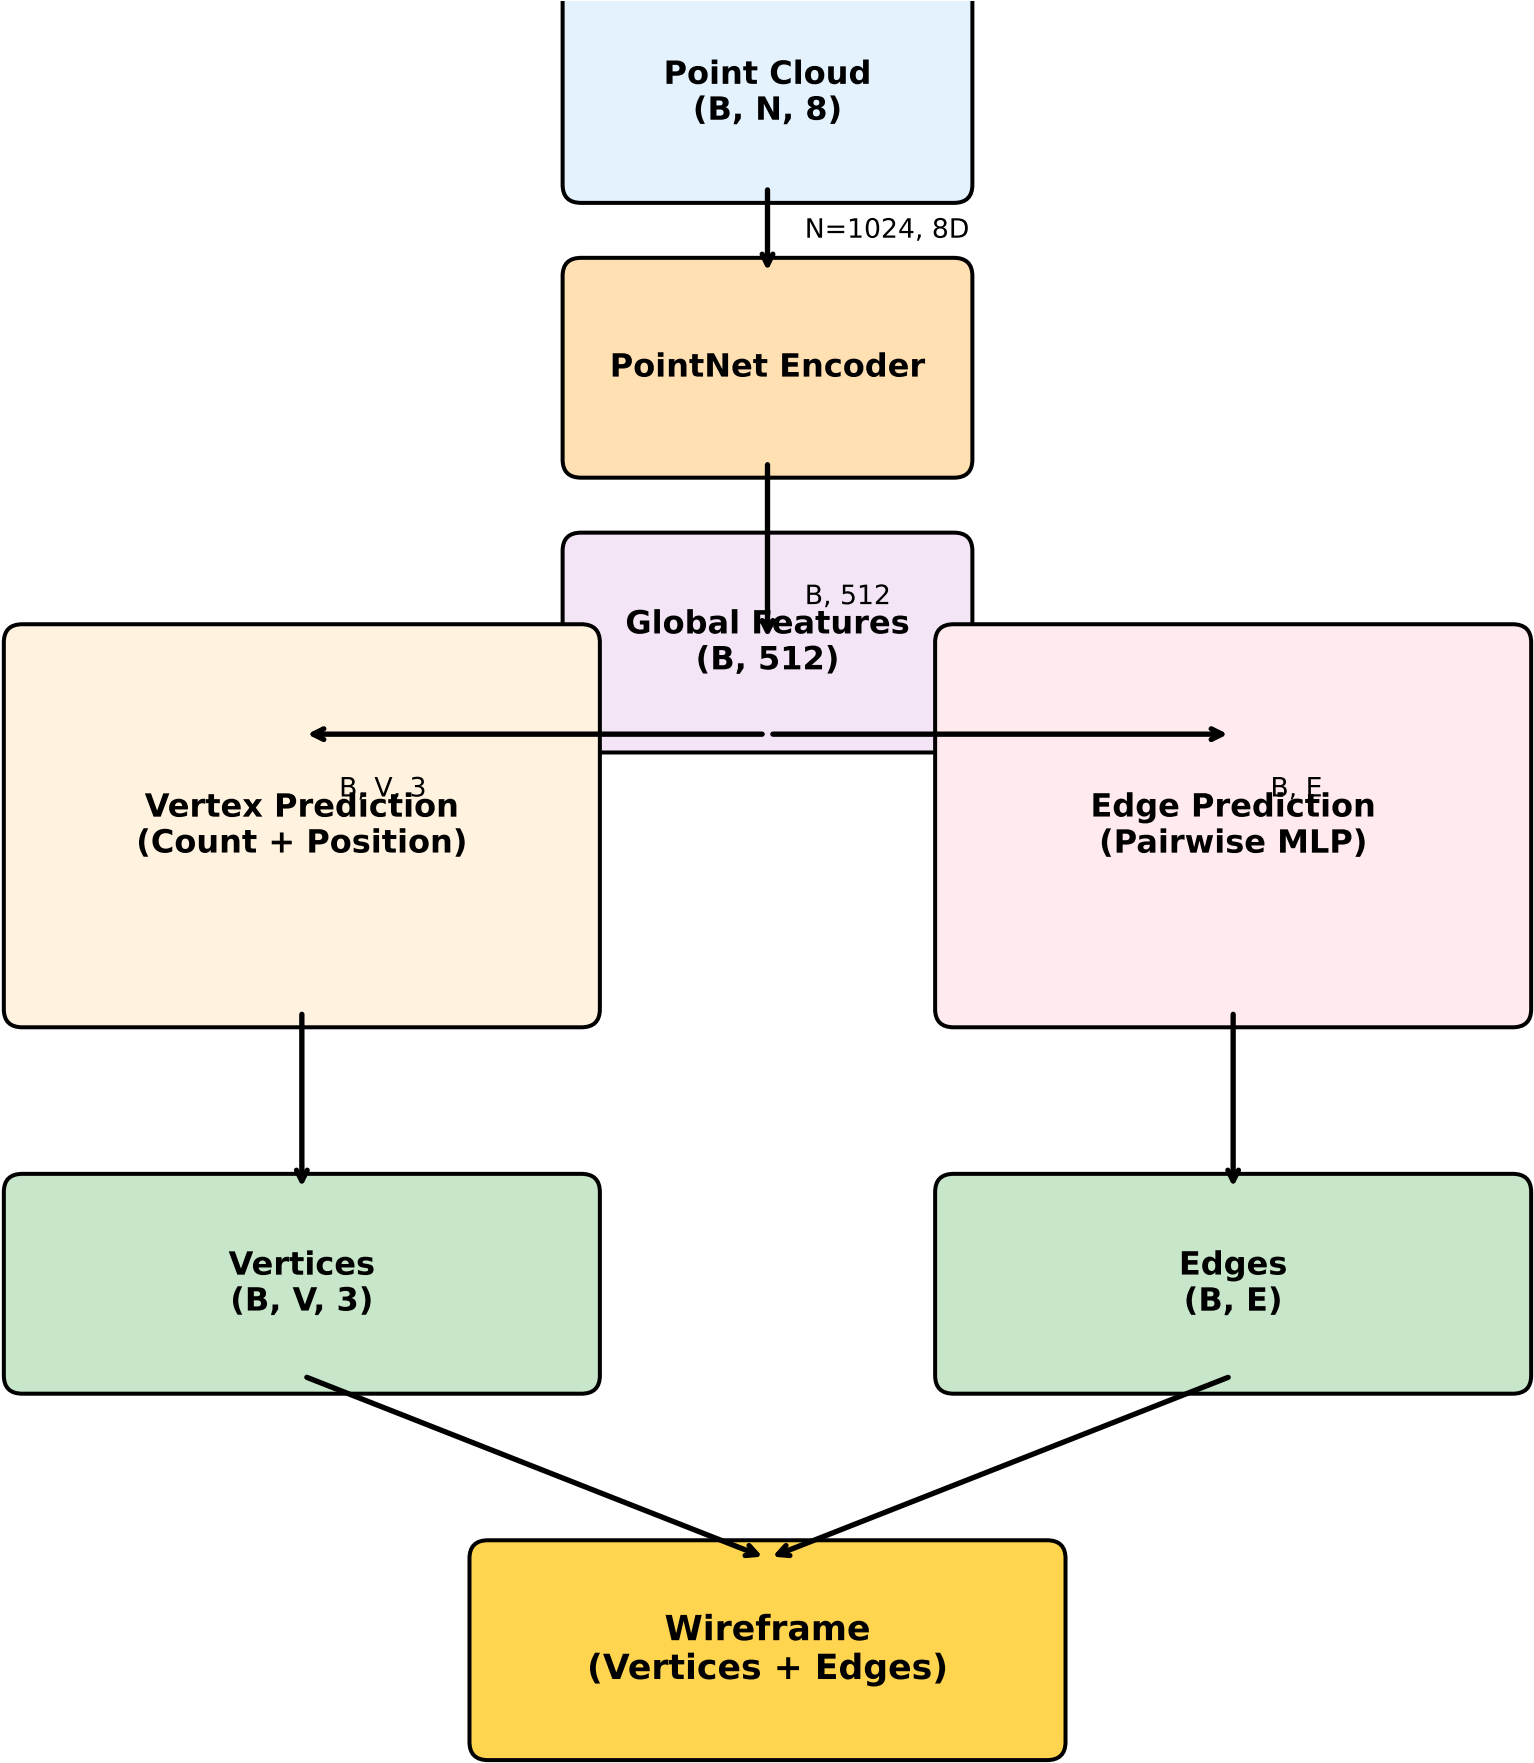 Point Cloud
(B, N, 8)
N=1024, 8D
PointNet Encoder
B, 512
Global Features
(B, 512)
B, V, 3
Vertex Prediction
(Count + Position)
B, E
Edge Prediction
(Pairwise MLP)
Vertices
(B, V, 3)
Edges
(B, E)
Wireframe
(Vertices + Edges)